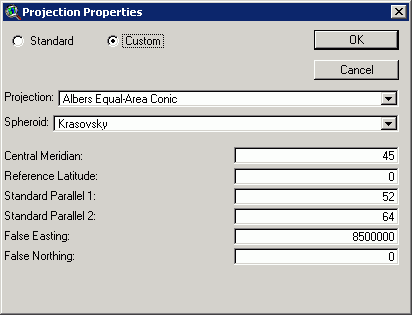 Projection Properties
Standard Custom OK
Cancel
Projection: Albers Equal-Area Conic
Spheroid: Krasovsky
Central Meridian: 45
Reference Latitude: 0
Standard Parallel 1: 52
Standard Parallel 2: 64
False Easting: 8500000
False Northing: 0